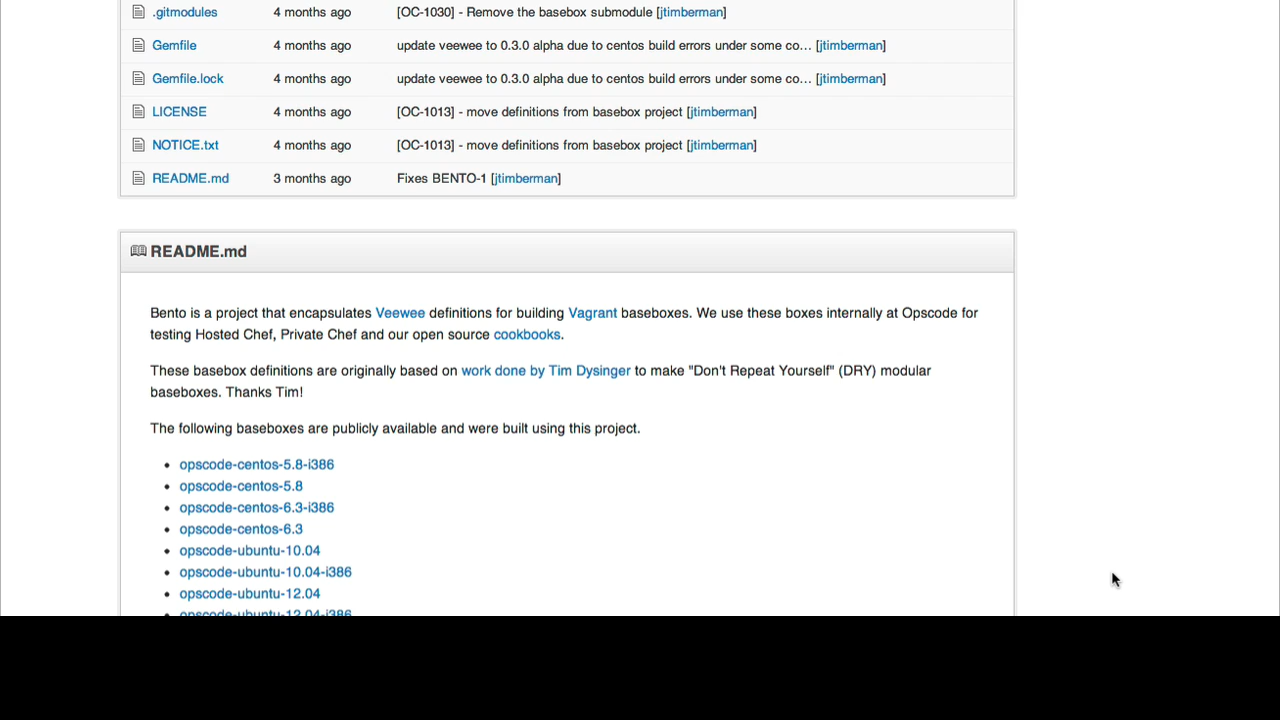 .gitmodules 4 months ago [OC-1030] - Remove the basebox submodule [jtimberman]
Gemfile 4 months ago update veewee to 0.3.0 alpha due to centos build errors under some co... [jtimberman]
Gemfile.lock 4 months ago update veewee to 0.3.0 alpha due to centos build errors under some co... [jtimberman]
LICENSE 4 months ago [OC-1013] - move definitions from basebox project [jtimberman]
NOTICE.txt 4 months ago [OC-1013] - move definitions from basebox project [jtimberman]
README.md 3 months ago Fixes BENTO-1 [jtimberman]
README.md
Bento is a project that encapsulates Veewee definitions for building Vagrant baseboxes. We use these boxes internally at Opscode for
testing Hosted Chef, Private Chef and our open source cookbooks.
These basebox definitions are originally based on work done by Tim Dysinger to make "Don't Repeat Yourself" (DRY) modular
baseboxes. Thanks Tim!
The following baseboxes are publicly available and were built using this project.
• opscode-centos-5.8-i386
• opscode-centos-5.8
• opscode-centos-6.3-i386
• opscode-centos-6.3
• opscode-ubuntu-10.04
• opscode-ubuntu-10.04-i386
• opscode-ubuntu-12.04
• opscode-ubuntu-12.04-i386